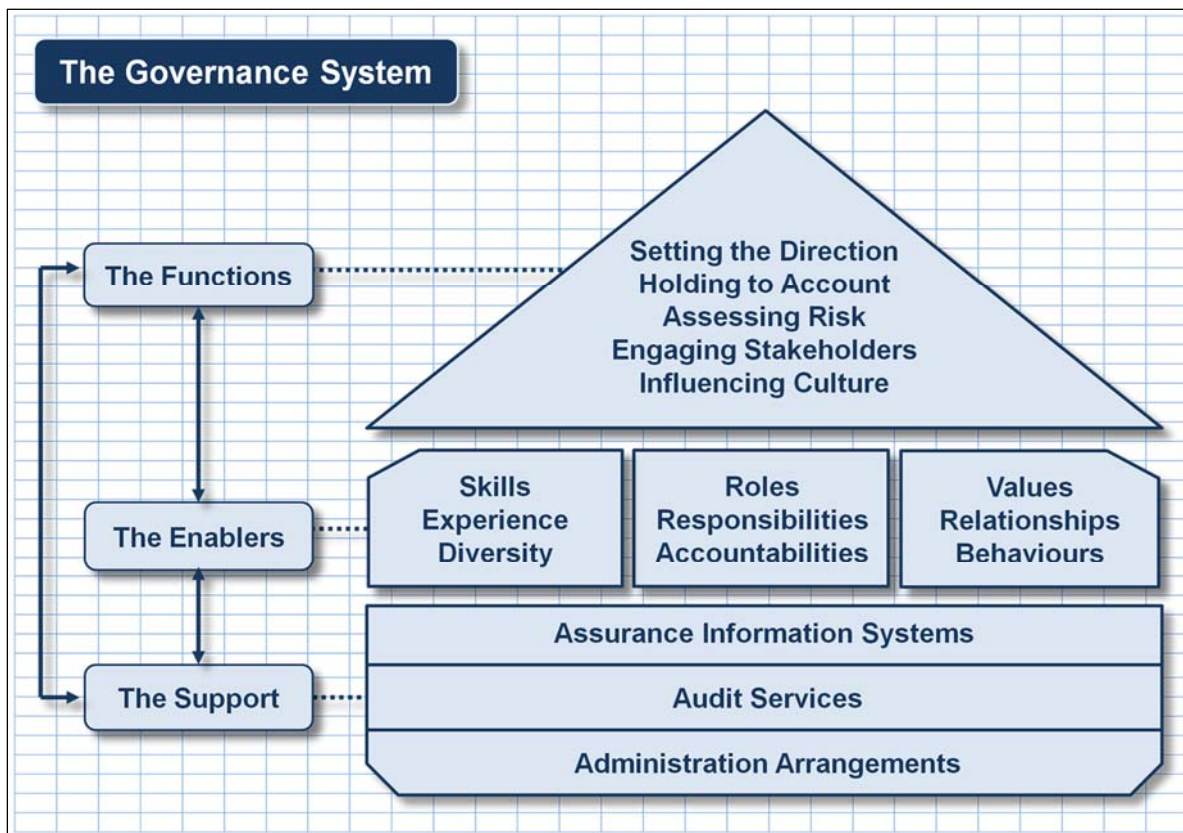 The Governance System
The Functions
Setting the Direction
Holding to Account
Assessing Risk
Engaging Stakeholders
Influencing Culture
The Enablers
Skills
Experience
Diversity
Roles
Responsibilities
Accountabilities
Values
Relationships
Behaviours
The Support
Assurance Information Systems
Audit Services
Administration Arrangements